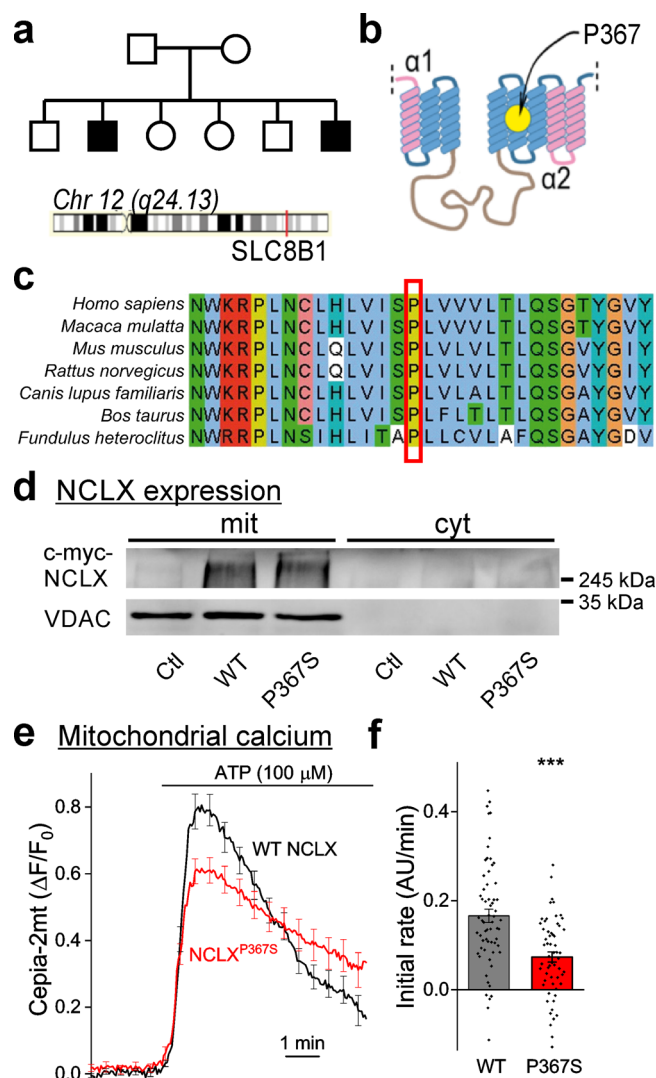 a
b
P367
α1
α2
Chr 12 (q24.13)
SLC8B1
c
Homo sapiens NWKRPLNCLHLVISPLVVVLTLQSGTYGVY
Macaca mulatta NWKRPLNCLHLVISPLVVVLTLQSGTYGVY
Mus musculus NWKRPLNCLQLVISPLVLVLTLQSGVYGIY
Rattus norvegicus NWKRPLNCLQLVISPLVLVLTLQSGVYGIY
Canis lupus familiaris NWKRPLNCLHLVISPLVLALTLQSGAYGVY
Bos taurus NWKRPLNCLHLVISPLFLTLTLQSGAYGVY
Fundulus heteroclitus NWRRPLNSIHLITAPLLCVLAFQSGAYGDV
d NCLX expression
mit cyt
c-myc-
NCLX
245 kDa
35 kDa
VDAC
Ctl WT P367S Ctl WT P367S
e Mitochondrial calcium
ATP (100 μM)
Cepia-2mt (ΔF/F0)
0.8
0.6
0.4
0.2
0.0
WT NCLX
NCLXP367S
1 min
f
***
Initial rate (AU/min)
0.4
0.2
0.0
WT P367S